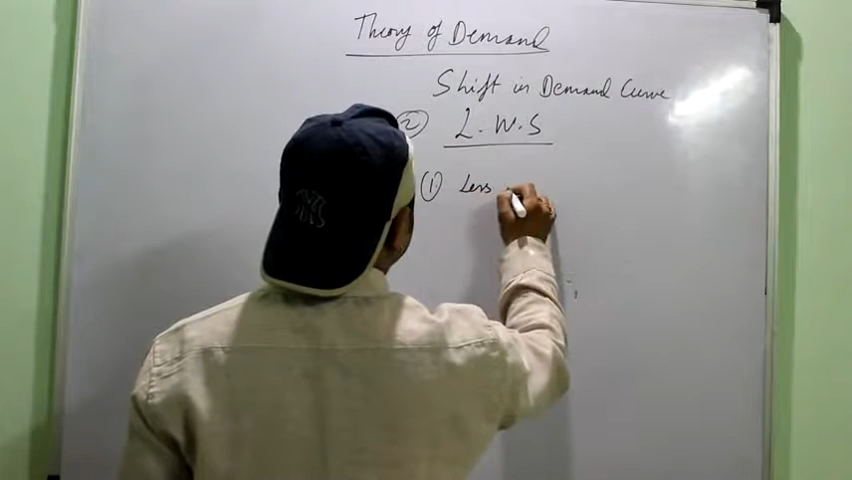 Theory of Demand
Shift in Demand Curve
② L.W.S
① Less